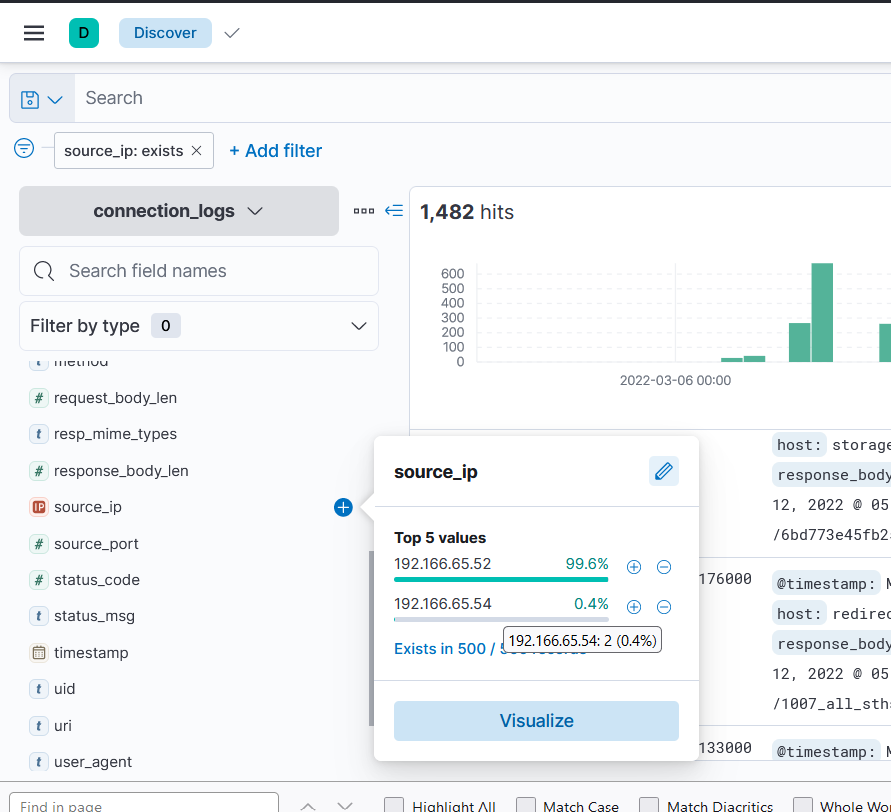 D Discover
Search
source_ip: exists × + Add filter
connection_logs
1,482 hits
Search field names
Filter by type 0
600
500
400
300
200
100
0
2022-03-06 00:00
method
t
# request_body_len
t resp_mime_types
# response_body_len
IP source_ip
# source_port
# status_code
t status_msg
timestamp
t uid
t uri
t user_agent
source_ip
Top 5 values
192.166.65.52 99.6%
192.166.65.54 0.4%
192.166.65.54: 2 (0.4%)
Exists in 500 /
Visualize
host: storage
response_body
12, 2022 @ 05
/6bd773e45fb2
176000 @timestamp:
host: redirec
response_body
12, 2022 @ 05
/1007_all_sth
133000 @timestamp:
Find in page Highlight All Match Case Match Diacritics Whole Wo